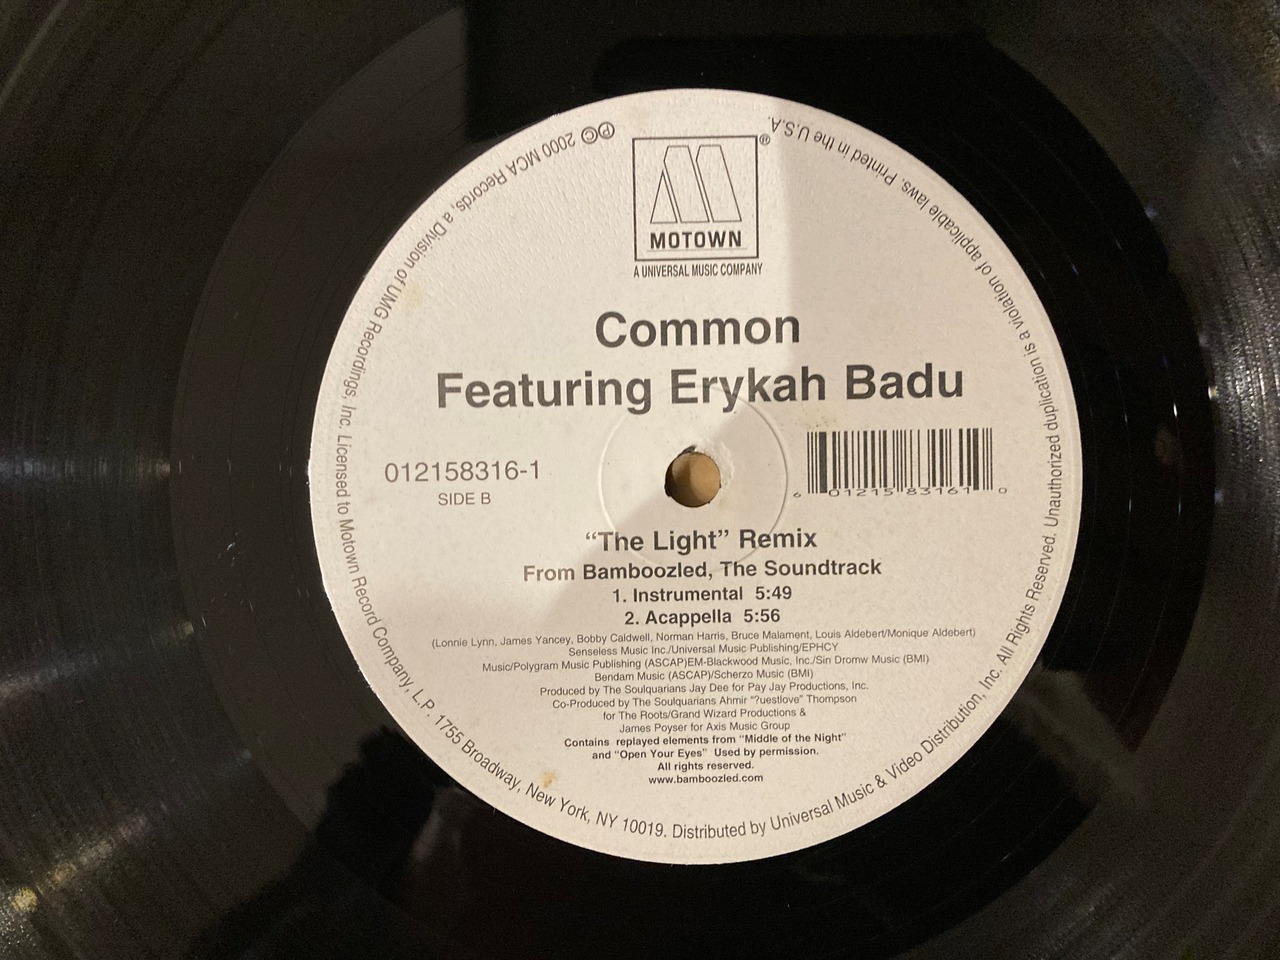 MOTOWN
®
A UNIVERSAL MUSIC COMPANY
Common
Featuring Erykah Badu
012158316-1
SIDE B
6 01215 83161 0
“The Light” Remix
From Bamboozled, The Soundtrack
1. Instrumental 5:49
2. Acappella 5:56
(Lonnie Lynn, James Yancey, Bobby Caldwell, Norman Harris, Bruce Malament, Louis Aldebert/Monique Aldebert)
Senseless Music Inc./Universal Music Publishing/EPHCY
Music/Polygram Music Publishing (ASCAP)EM-Blackwood Music, Inc./Sin Dromw Music (BMI)
Bendam Music (ASCAP)/Scherzo Music (BMI)
Produced by The Soulquarians Jay Dee for Pay Jay Productions, Inc.
Co-Produced by The Soulquarians Ahmir “?uestlove” Thompson
for The Roots/Grand Wizard Productions &
James Poyser for Axis Music Group
Contains replayed elements from “Middle of the Night”
and “Open Your Eyes” Used by permission.
All rights reserved.
www.bamboozled.com
℗© 2000 MCA Records, a Division of UMG Recordings, Inc. Licensed to Motown Record Company, L.P. 1755 Broadway, New York, NY 10019. Distributed by Universal Music & Video Distribution, Inc. All Rights Reserved. Unauthorized duplication is a violation of applicable laws. Printed in the U.S.A.